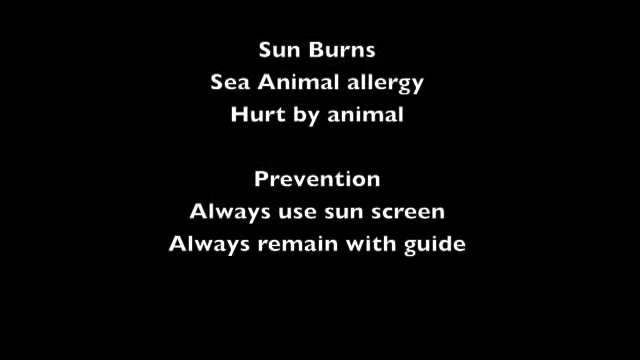 Sun Burns
Sea Animal allergy
Hurt by animal
Prevention
Always use sun screen
Always remain with guide